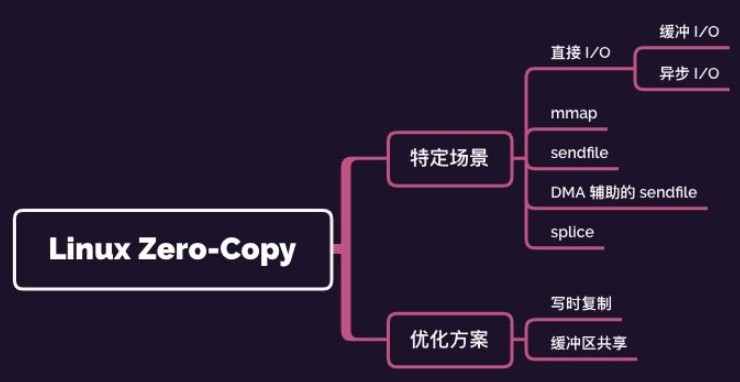 Linux Zero-Copy
特定场景
直接 I/O
缓冲 I/O
异步 I/O
mmap
sendfile
DMA 辅助的 sendfile
splice
优化方案
写时复制
缓冲区共享